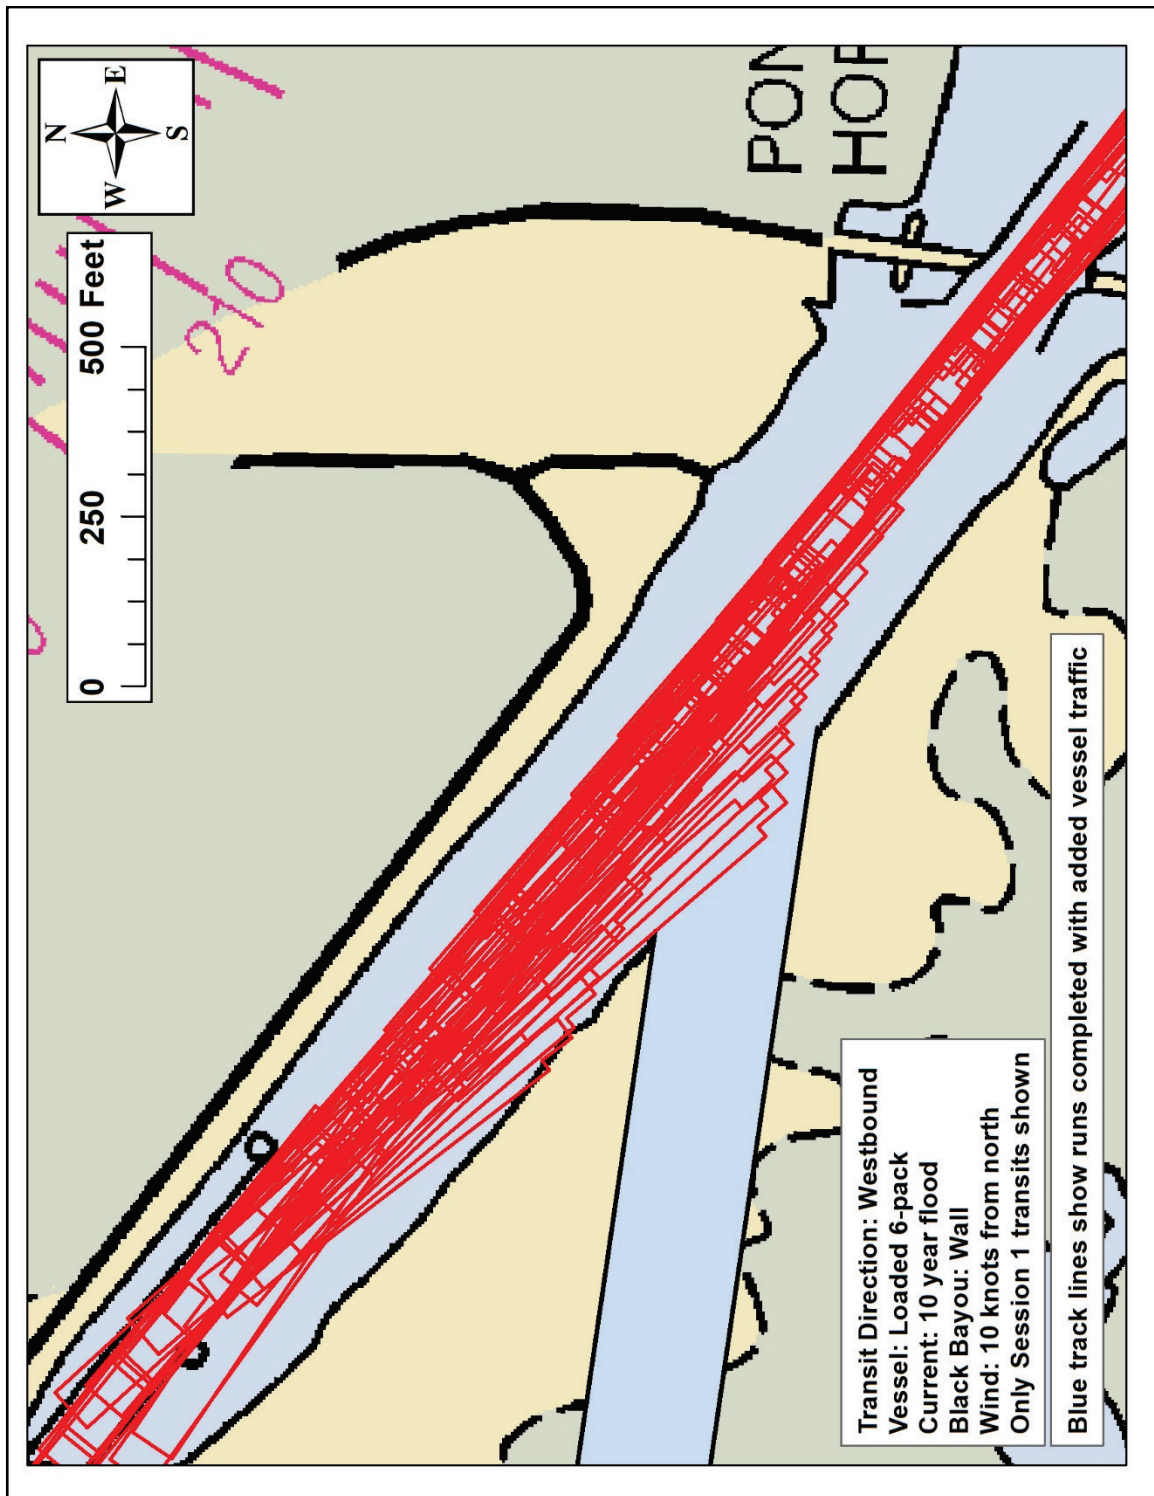 N
W
E
S
0
250
500 Feet
210
Transit Direction: Westbound
Vessel: Loaded 6-pack
Current: 10 year flood
Black Bayou: Wall
Wind: 10 knots from north
Only Session 1 transits shown
Blue track lines show runs completed with added vessel traffic